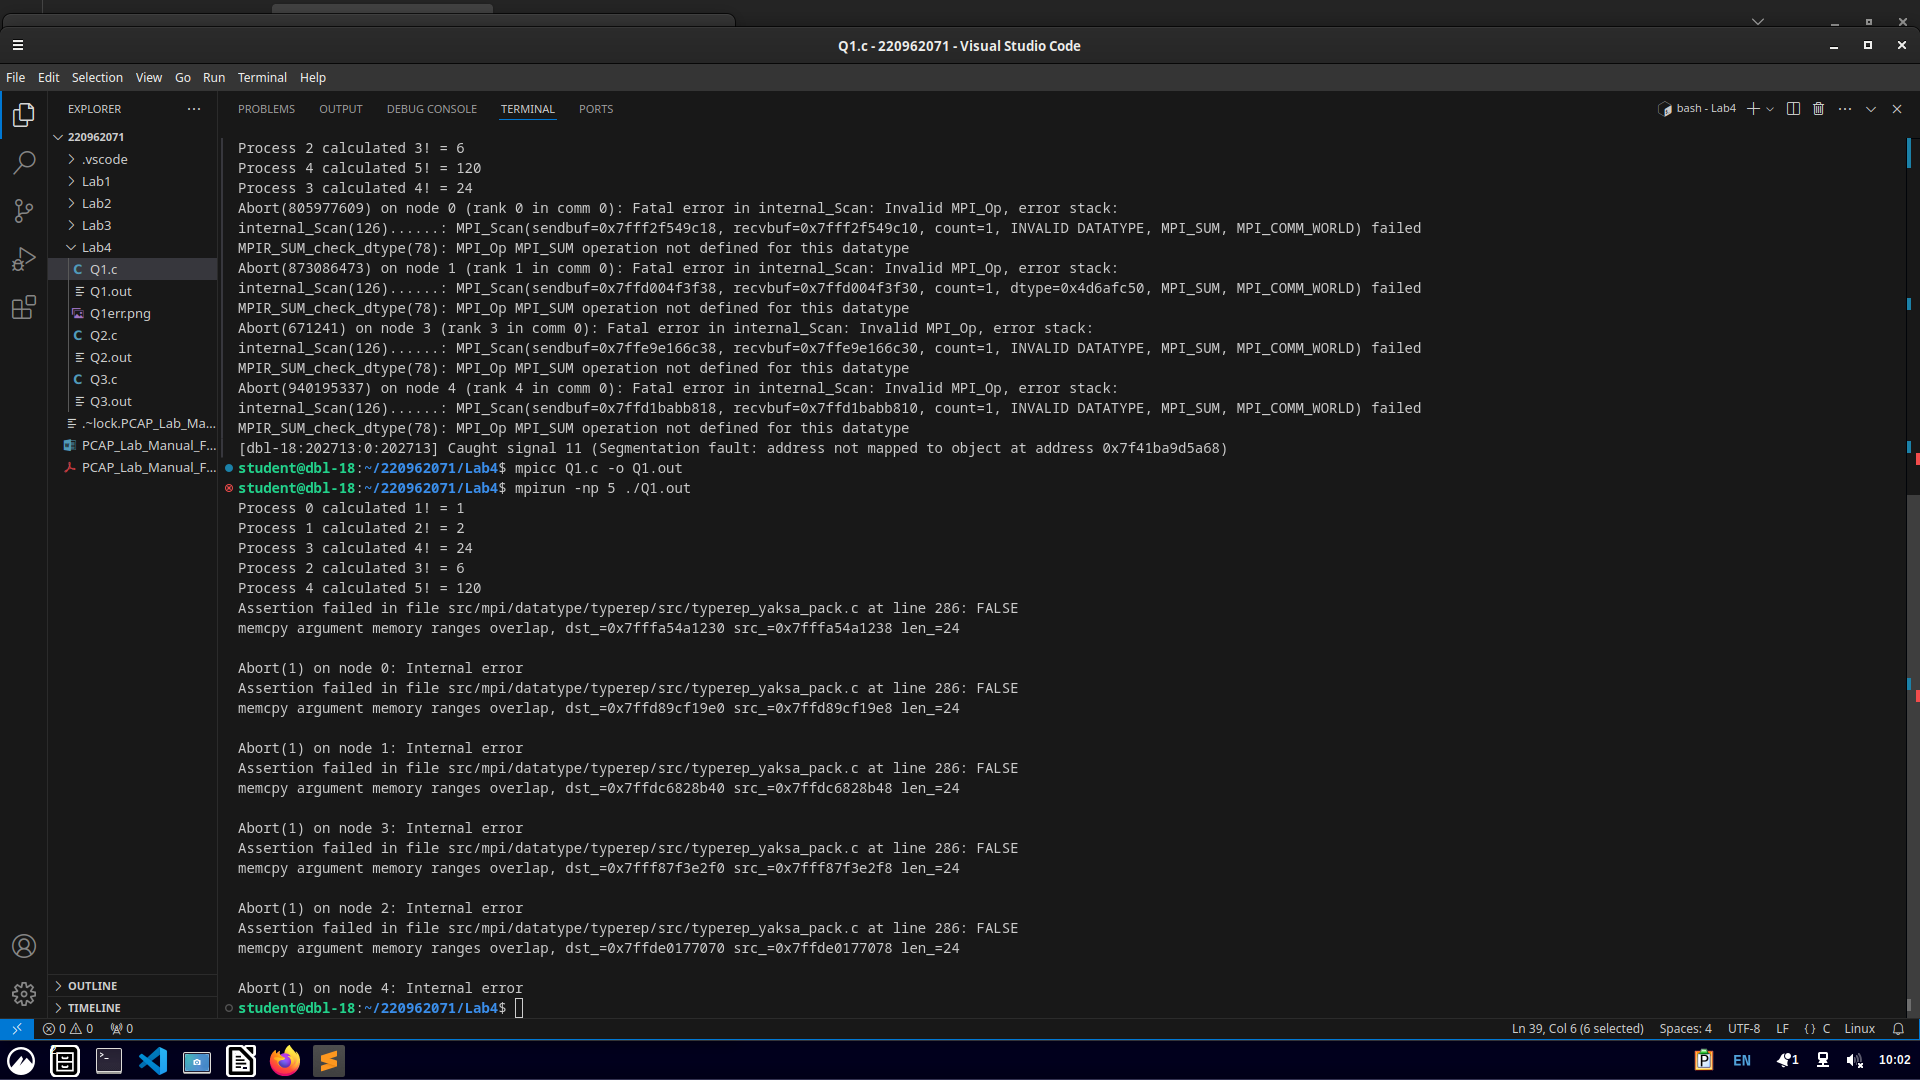 Q1.c - 220962071 - Visual Studio Code
File Edit Selection View Go Run Terminal Help
EXPLORER
220962071
.vscode
Lab1
Lab2
Lab3
Lab4
C Q1.c
Q1.out
Q1err.png
C Q2.c
Q2.out
C Q3.c
Q3.out
.~lock.PCAP_Lab_Ma...
PCAP_Lab_Manual_F...
PCAP_Lab_Manual_F...
OUTLINE
TIMELINE
PROBLEMS OUTPUT DEBUG CONSOLE TERMINAL PORTS
bash - Lab4
Process 2 calculated 3! = 6
Process 4 calculated 5! = 120
Process 3 calculated 4! = 24
Abort(805977609) on node 0 (rank 0 in comm 0): Fatal error in internal_Scan: Invalid MPI_Op, error stack:
internal_Scan(126)......: MPI_Scan(sendbuf=0x7fff2f549c18, recvbuf=0x7fff2f549c10, count=1, INVALID DATATYPE, MPI_SUM, MPI_COMM_WORLD) failed
MPIR_SUM_check_dtype(78): MPI_Op MPI_SUM operation not defined for this datatype
Abort(873086473) on node 1 (rank 1 in comm 0): Fatal error in internal_Scan: Invalid MPI_Op, error stack:
internal_Scan(126)......: MPI_Scan(sendbuf=0x7ffd004f3f38, recvbuf=0x7ffd004f3f30, count=1, dtype=0x4d6afc50, MPI_SUM, MPI_COMM_WORLD) failed
MPIR_SUM_check_dtype(78): MPI_Op MPI_SUM operation not defined for this datatype
Abort(671241) on node 3 (rank 3 in comm 0): Fatal error in internal_Scan: Invalid MPI_Op, error stack:
internal_Scan(126)......: MPI_Scan(sendbuf=0x7ffe9e166c38, recvbuf=0x7ffe9e166c30, count=1, INVALID DATATYPE, MPI_SUM, MPI_COMM_WORLD) failed
MPIR_SUM_check_dtype(78): MPI_Op MPI_SUM operation not defined for this datatype
Abort(940195337) on node 4 (rank 4 in comm 0): Fatal error in internal_Scan: Invalid MPI_Op, error stack:
internal_Scan(126)......: MPI_Scan(sendbuf=0x7ffd1babb818, recvbuf=0x7ffd1babb810, count=1, INVALID DATATYPE, MPI_SUM, MPI_COMM_WORLD) failed
MPIR_SUM_check_dtype(78): MPI_Op MPI_SUM operation not defined for this datatype
[dbl-18:202713:0:202713] Caught signal 11 (Segmentation fault: address not mapped to object at address 0x7f41ba9d5a68)
student@dbl-18:~/220962071/Lab4$ mpicc Q1.c -o Q1.out
student@dbl-18:~/220962071/Lab4$ mpirun -np 5 ./Q1.out
Process 0 calculated 1! = 1
Process 1 calculated 2! = 2
Process 3 calculated 4! = 24
Process 2 calculated 3! = 6
Process 4 calculated 5! = 120
Assertion failed in file src/mpi/datatype/typerep/src/typerep_yaksa_pack.c at line 286: FALSE
memcpy argument memory ranges overlap, dst_=0x7fffa54a1230 src_=0x7fffa54a1238 len_=24
Abort(1) on node 0: Internal error
Assertion failed in file src/mpi/datatype/typerep/src/typerep_yaksa_pack.c at line 286: FALSE
memcpy argument memory ranges overlap, dst_=0x7ffd89cf19e0 src_=0x7ffd89cf19e8 len_=24
Abort(1) on node 1: Internal error
Assertion failed in file src/mpi/datatype/typerep/src/typerep_yaksa_pack.c at line 286: FALSE
memcpy argument memory ranges overlap, dst_=0x7ffdc6828b40 src_=0x7ffdc6828b48 len_=24
Abort(1) on node 3: Internal error
Assertion failed in file src/mpi/datatype/typerep/src/typerep_yaksa_pack.c at line 286: FALSE
memcpy argument memory ranges overlap, dst_=0x7fff87f3e2f0 src_=0x7fff87f3e2f8 len_=24
Abort(1) on node 2: Internal error
Assertion failed in file src/mpi/datatype/typerep/src/typerep_yaksa_pack.c at line 286: FALSE
memcpy argument memory ranges overlap, dst_=0x7ffde0177070 src_=0x7ffde0177078 len_=24
Abort(1) on node 4: Internal error
student@dbl-18:~/220962071/Lab4$
0 0 0
Ln 39, Col 6 (6 selected) Spaces: 4 UTF-8 LF {} C Linux
EN 1 10:02